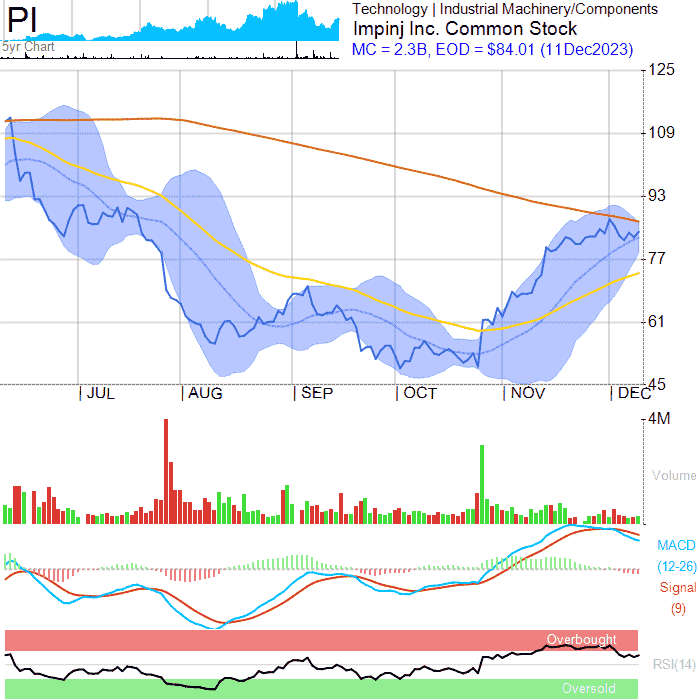 PI
5yr Chart
Technology | Industrial Machinery/Components
Impinj Inc. Common Stock
MC = 2.3B, EOD = $84.01 (11Dec2023)
125
109
93
77
61
45
JUL
AUG
SEP
OCT
NOV
DEC
4M
Volume
MACD
(12-26)
Signal
(9)
Overbought
RSI(14)
Oversold